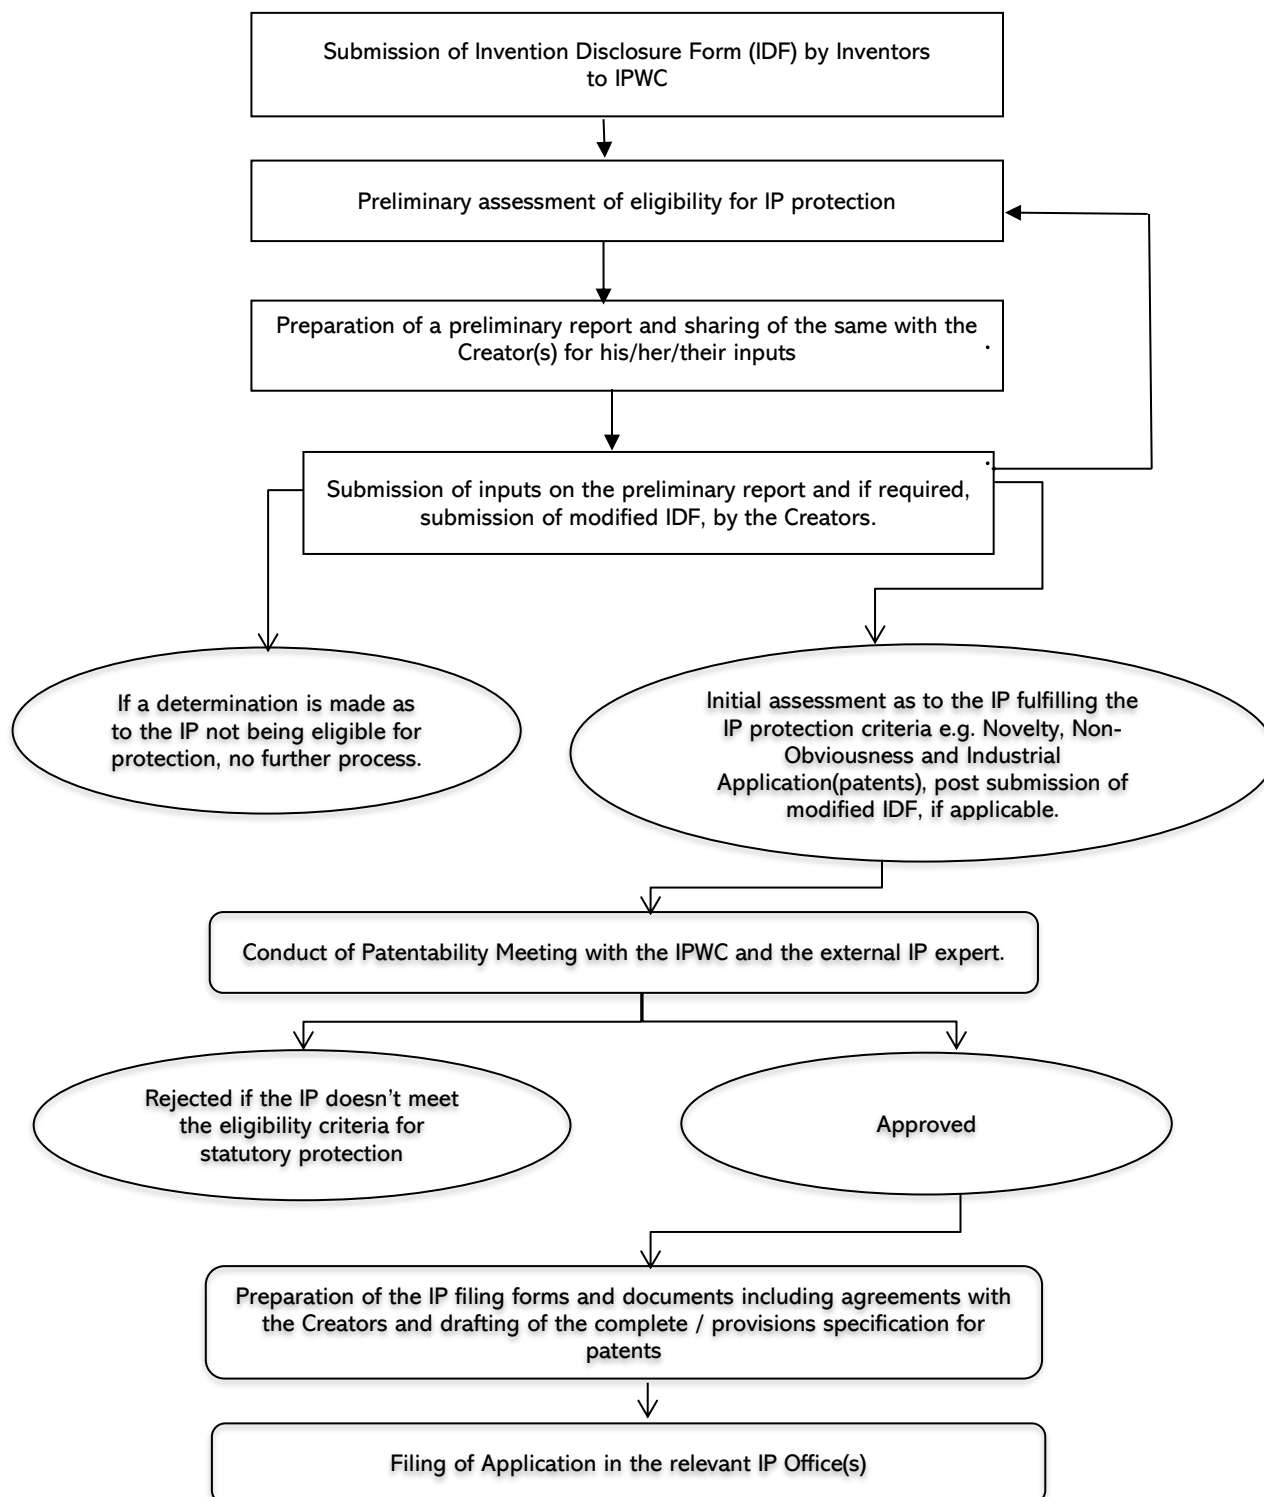 Submission of Invention Disclosure Form (IDF) by Inventors
to IPWC
Preliminary assessment of eligibility for IP protection
Preparation of a preliminary report and sharing of the same with the
Creator(s) for his/her/their inputs
Submission of inputs on the preliminary report and if required,
submission of modified IDF, by the Creators.
If a determination is made as
to the IP not being eligible for
protection, no further process.
Initial assessment as to the IP fulfilling the
IP protection criteria e.g. Novelty, Non-
Obviousness and Industrial
Application(patents), post submission of
modified IDF, if applicable.
Conduct of Patentability Meeting with the IPWC and the external IP expert.
Rejected if the IP doesn’t meet
the eligibility criteria for
statutory protection
Approved
Preparation of the IP filing forms and documents including agreements with
the Creators and drafting of the complete / provisions specification for
patents
Filing of Application in the relevant IP Office(s)